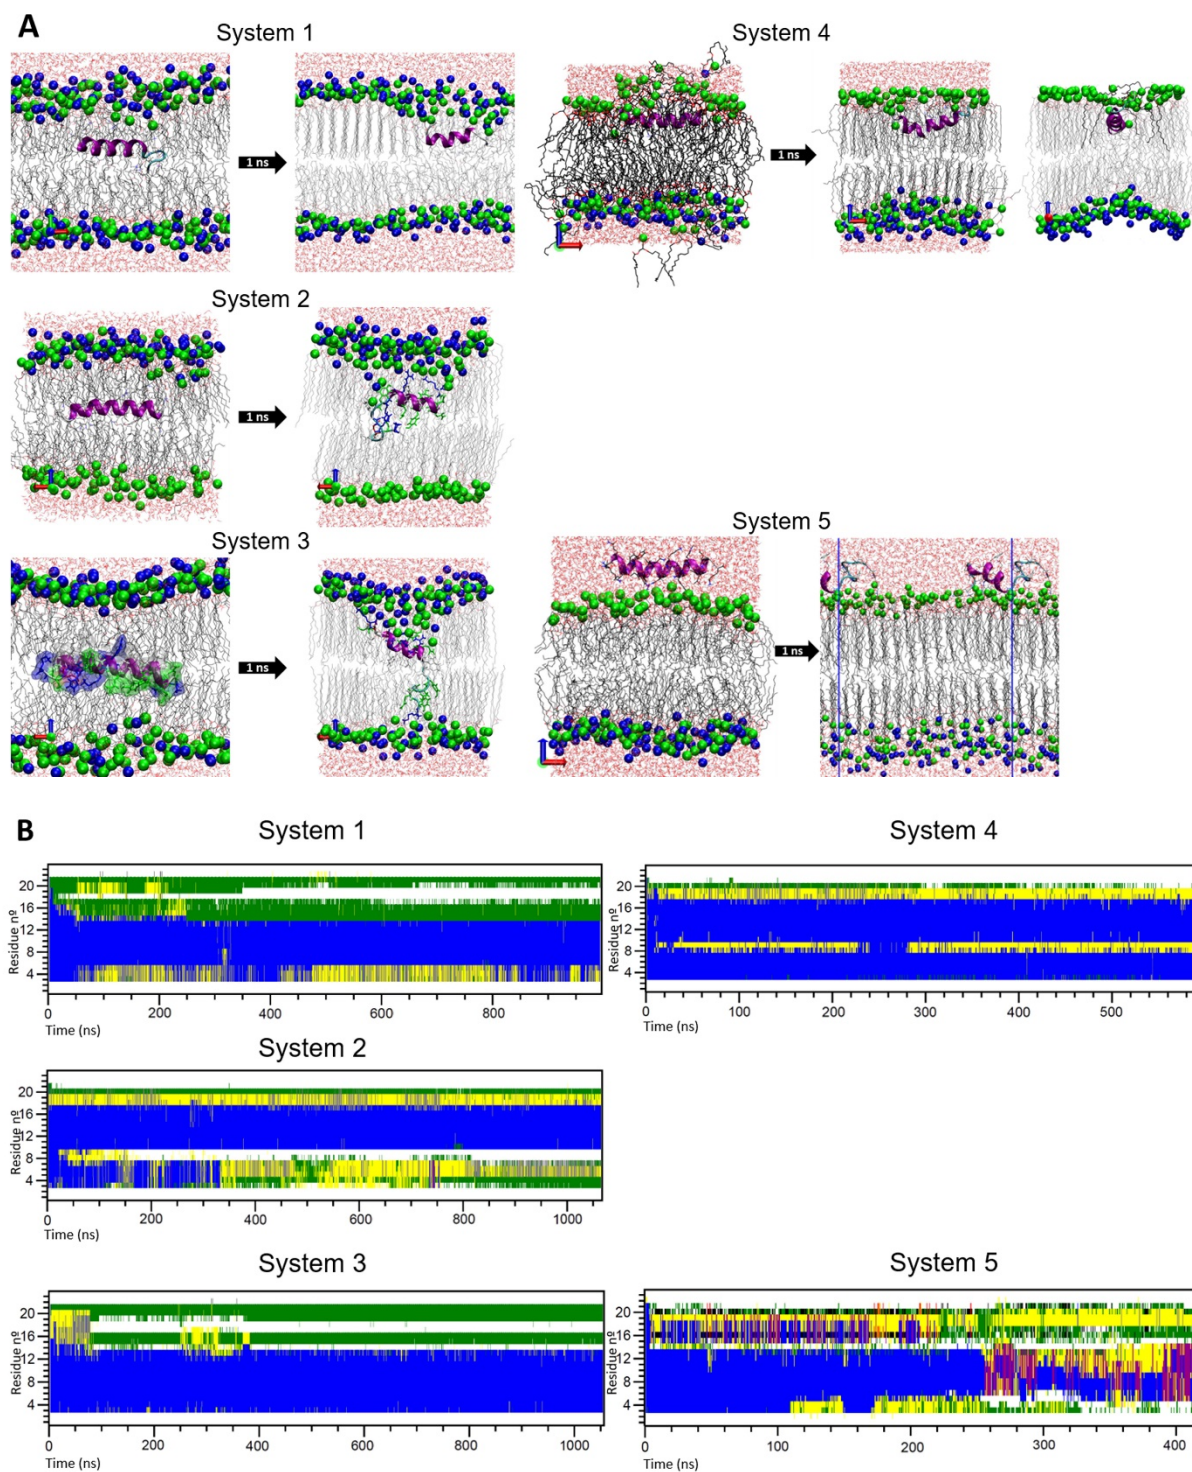 A
System 1
System 4
1 ns
1 ns
System 2
1 ns
System 3
System 5
1 ns
1 ns
B
System 1
System 4
Residue nº
20
16
12
8
4
0
200
400
600
800
Time (ns)
Residue nº
20
16
12
8
4
0
100
200
300
400
500
Time (ns)
System 2
Residue nº
20
16
12
8
4
0
200
400
600
800
1000
Time (ns)
System 3
System 5
Residue nº
20
16
12
8
4
0
200
400
600
800
1000
Time (ns)
Residue nº
20
16
12
8
4
0
100
200
300
400
Time (ns)